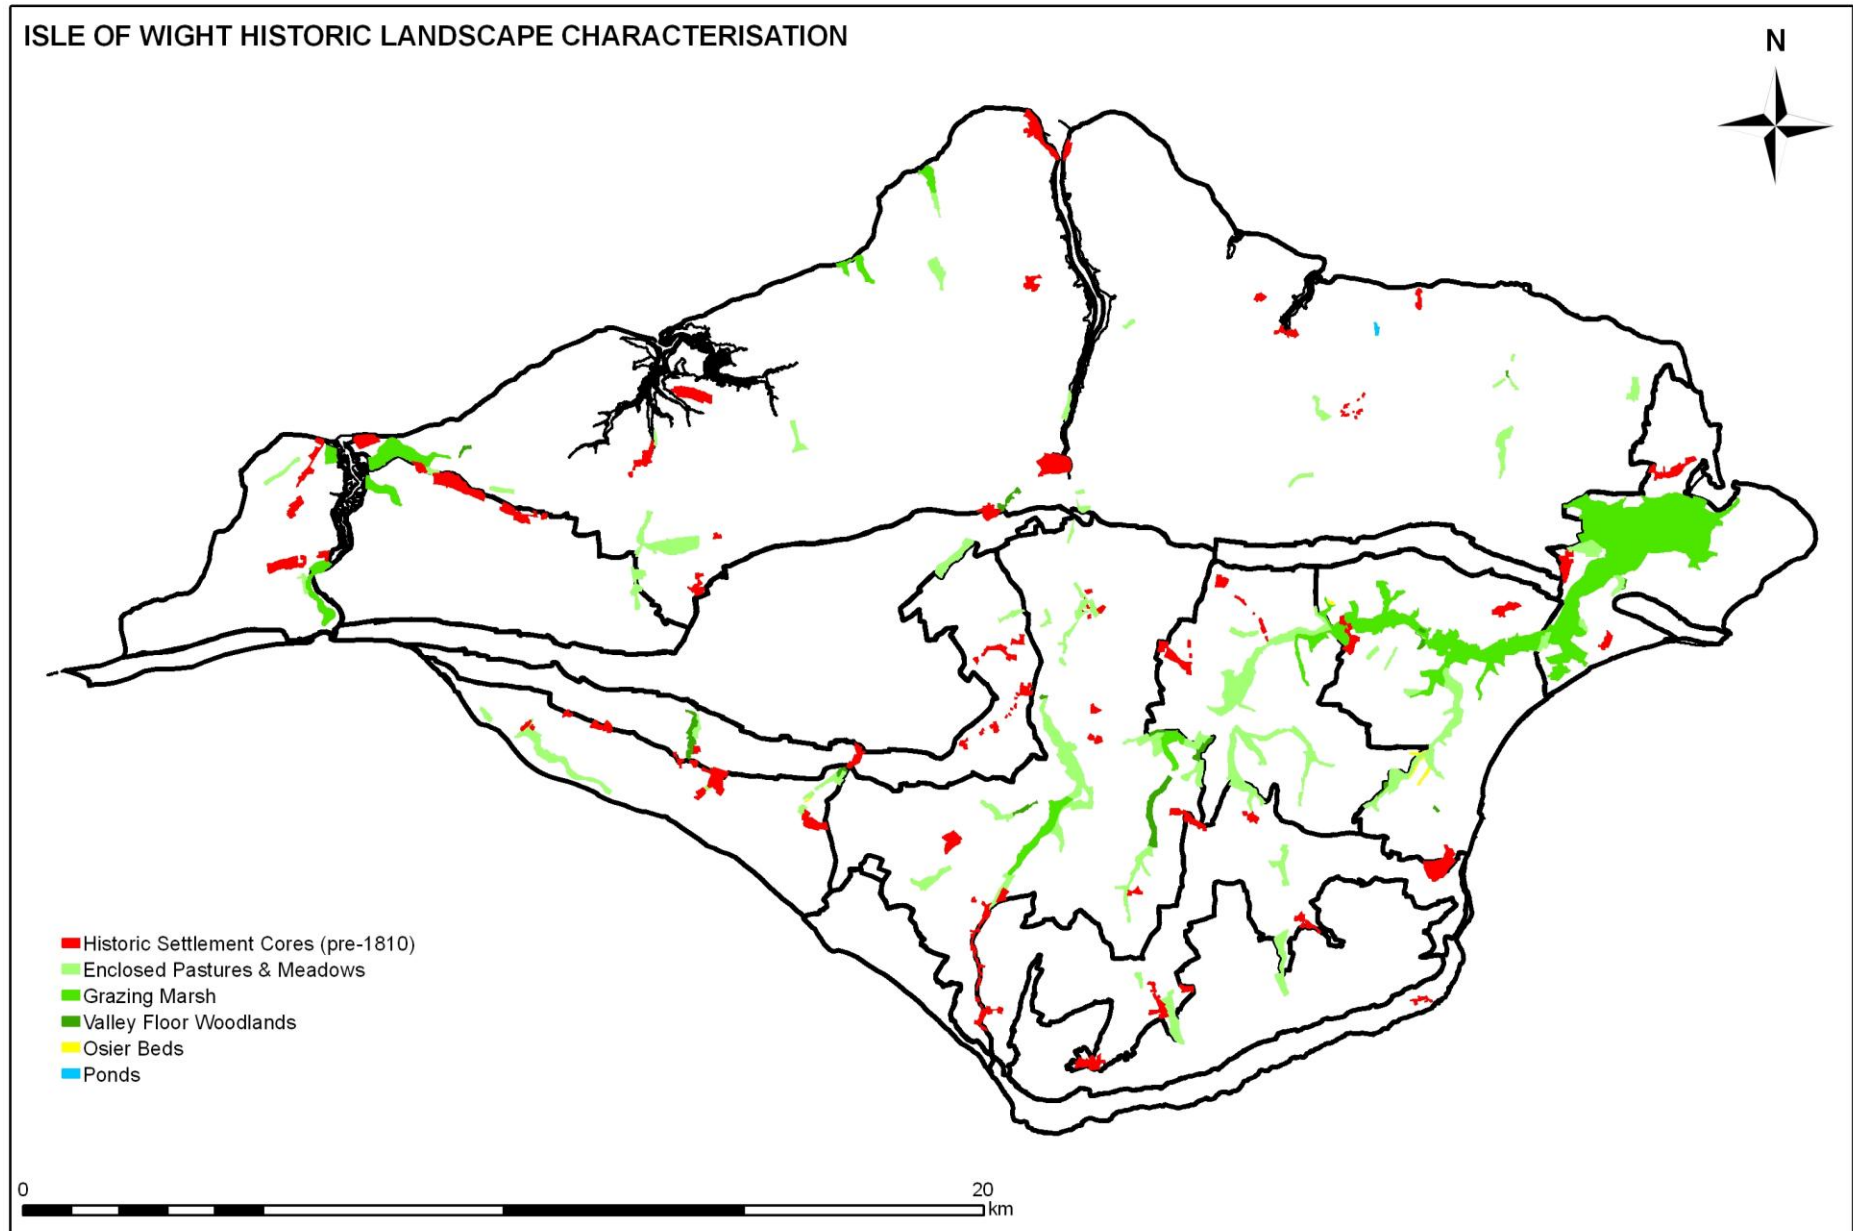 ISLE OF WIGHT HISTORIC LANDSCAPE CHARACTERISATION
N
Historic Settlement Cores (pre-1810)
Enclosed Pastures & Meadows
Grazing Marsh
Valley Floor Woodlands
Osier Beds
Ponds
0 20
km